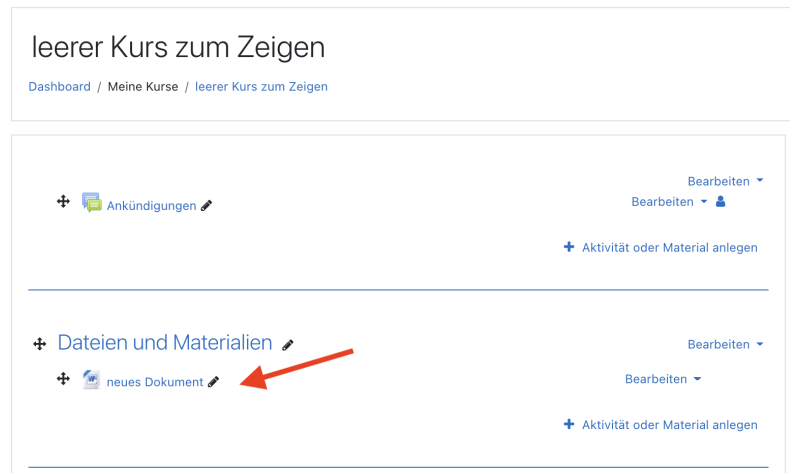 leerer Kurs zum Zeigen
Dashboard / Meine Kurse / leerer Kurs zum Zeigen
Bearbeiten
Ankündigungen Bearbeiten
Aktivität oder Material anlegen
Dateien und Materialien Bearbeiten
neues Dokument Bearbeiten
Aktivität oder Material anlegen